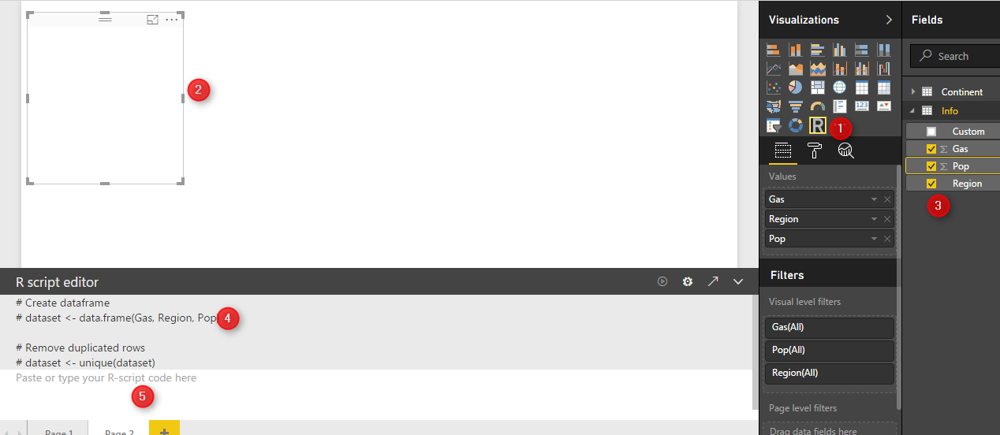 Visualizations
Fields
Search
Continent
Info
2
123
R
1
Custom
Gas
Pop
Region
3
Values
Gas
Region
Pop
R script editor
# Create dataframe
# dataset <- data.frame(Gas, Region, Pop)
4
# Remove duplicated rows
# dataset <- unique(dataset)
Paste or type your R-script code here
5
Filters
Visual level filters
Gas(All)
Pop(All)
Region(All)
Page level filters
Drag data fields here
Page 1
Page 2
+